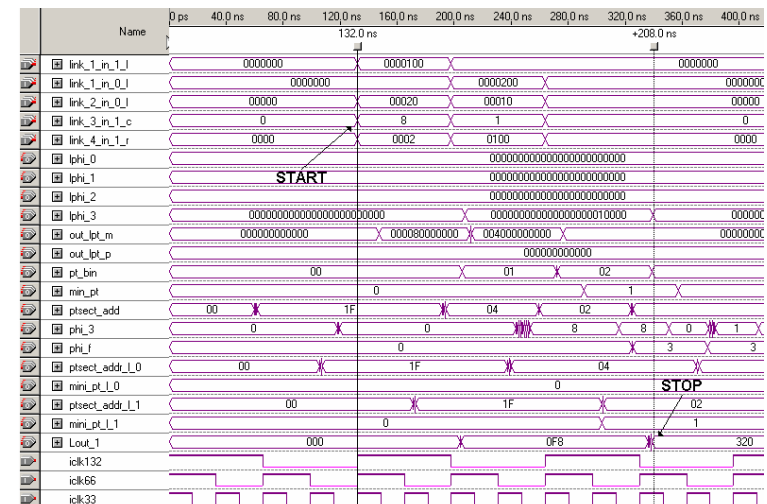 Name
0 ps 40.0 ns 80.0 ns 120.0 ns 160.0 ns 200.0 ns 240.0 ns 280.0 ns 320.0 ns 360.0 ns 400.0 ns
132.0 ns +208.0 ns
link_1_in_1_l 0000000 0000100 0000000
link_1_in_0_l 0000000 0000200 0000000
link_2_in_0_l 00000 00020 00010 00000
link_3_in_1_c 0 8 1 0
link_4_in_1_r 0000 0002 0100 0000
lphi_0 000000000000000000000000
START
lphi_1 000000000000000000000000
lphi_2 000000000000000000000000
lphi_3 000000000000000000000000 000000000000000000010000 000000
out_lpt_m 000000000000 000080000000 004000000000 00000000
out_lpt_p 000000000000
pt_bin 00 01 02
min_pt 0 1
ptsect_add 00 1F 04 02
phi_3 0 0 8 8 0 1
phi_f 0 3 3
ptsect_addr_l_0 00 1F 04
mini_pt_l_0 0
STOP
ptsect_addr_l_1 00 1F 02
mini_pt_l_1 0 1
Lout_1 000 0F8 320
iclk132
iclk66
iclk33